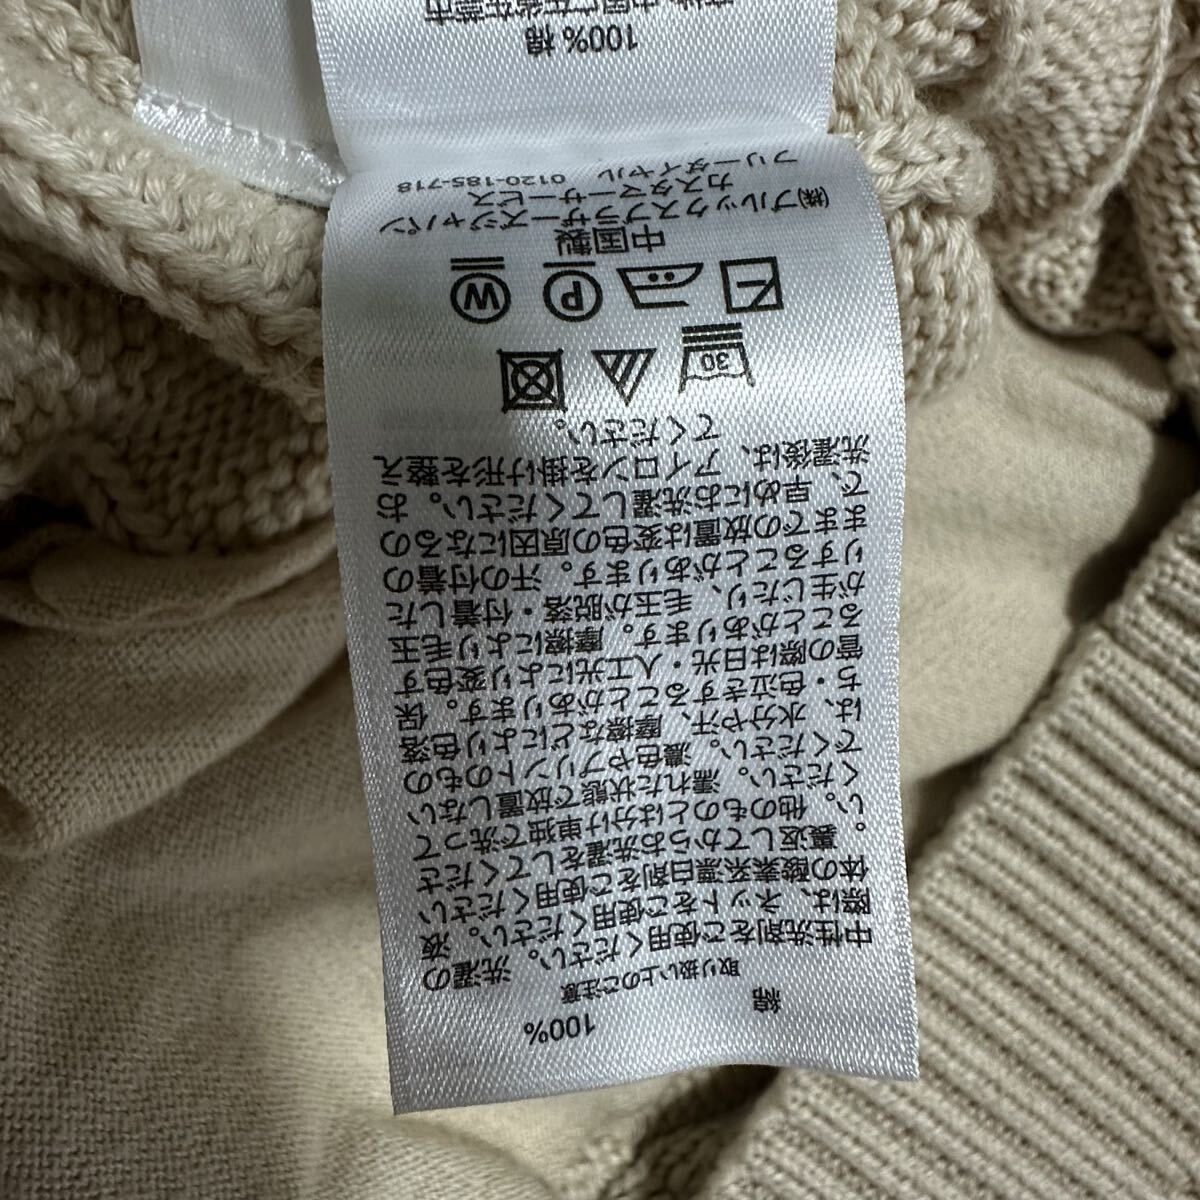 綿 100%
取り扱い上のご注意
中性洗剤をご使用ください。洗濯の
際は、ネットをご使用ください。液
体の酸素系漂白剤をご使用ください
。裏返してからお洗濯をしてくださ
い。他のものとは分け単独で洗って
ください。濡れた状態で放置しない
でください。濃色やプリントのもの
は、水分や汗、摩擦などにより色落
ち・色泣きすることがあります。保
管の際は日光・人工光により変色す
ることがあります。摩擦により毛玉
が生じたり、毛玉が脱落・付着した
りすることがあります。汗の付着の
ままでの放置は変色の原因になるの
で、早めにお洗濯してください。お
洗濯後は、アイロンを掛け形を整え
てください。
30
P W
中国製
㈱ブルックスブラザーズジャパン
カスタマーサービス
フリーダイヤル 0120-185-718
100% 棉